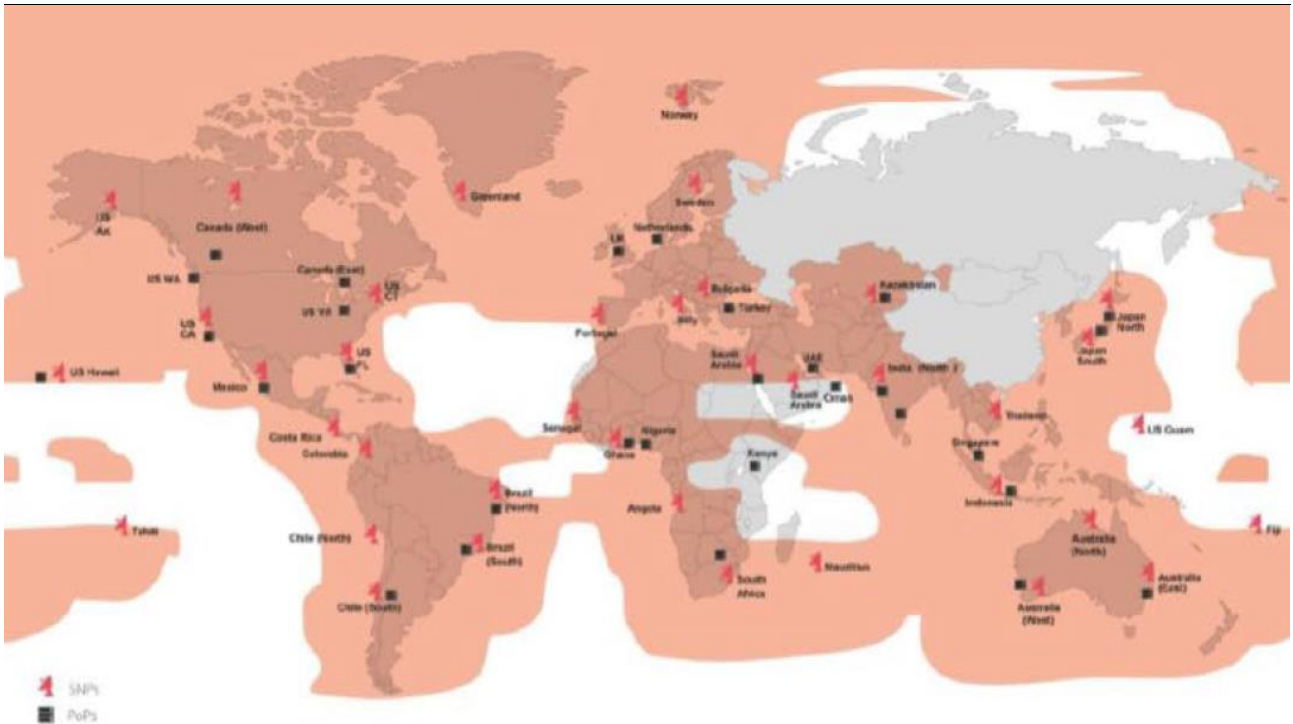 Norway
Greenland
US
AK
Canada (West)
Sweden
UK
Netherlands
US WA
Canada (East)
US
CT
US VA
Bulgaria
Kazakhstan
Italy
Turkey
Portugal
US
CA
Japan
North
Japan
South
US
FL
US Hawaii
Mexico
Saudi
Arabia
UAE
Saudi
Arabia
Oman
India (North)
Thailand
US Guam
Costa Rica
Colombia
Senegal
Ghana
Nigeria
Kenya
Singapore
Indonesia
Brazil
(North)
Angola
Tahiti
Chile (North)
Brazil
(South)
Mauritius
Australia
(North)
Fiji
South
Africa
Chile (South)
Australia
(East)
Australia
(West)
SNPs
PoPs